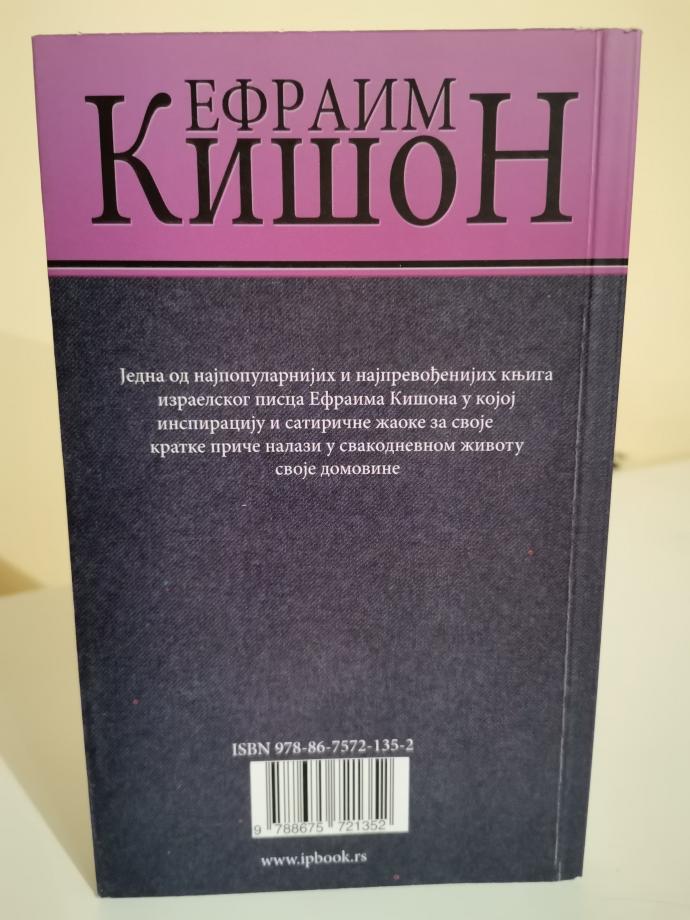 ЕФРАИМ
КИШОН
Једна од најпопуларнијих и најпревођенијих књига
израелског писца Ефраима Кишона у којој
инспирацију и сатиричне жаоке за своје
кратке приче налази у свакодневном животу
своје домовине
ISBN 978-86-7572-135-2
9 788675 721352
www.ipbook.rs